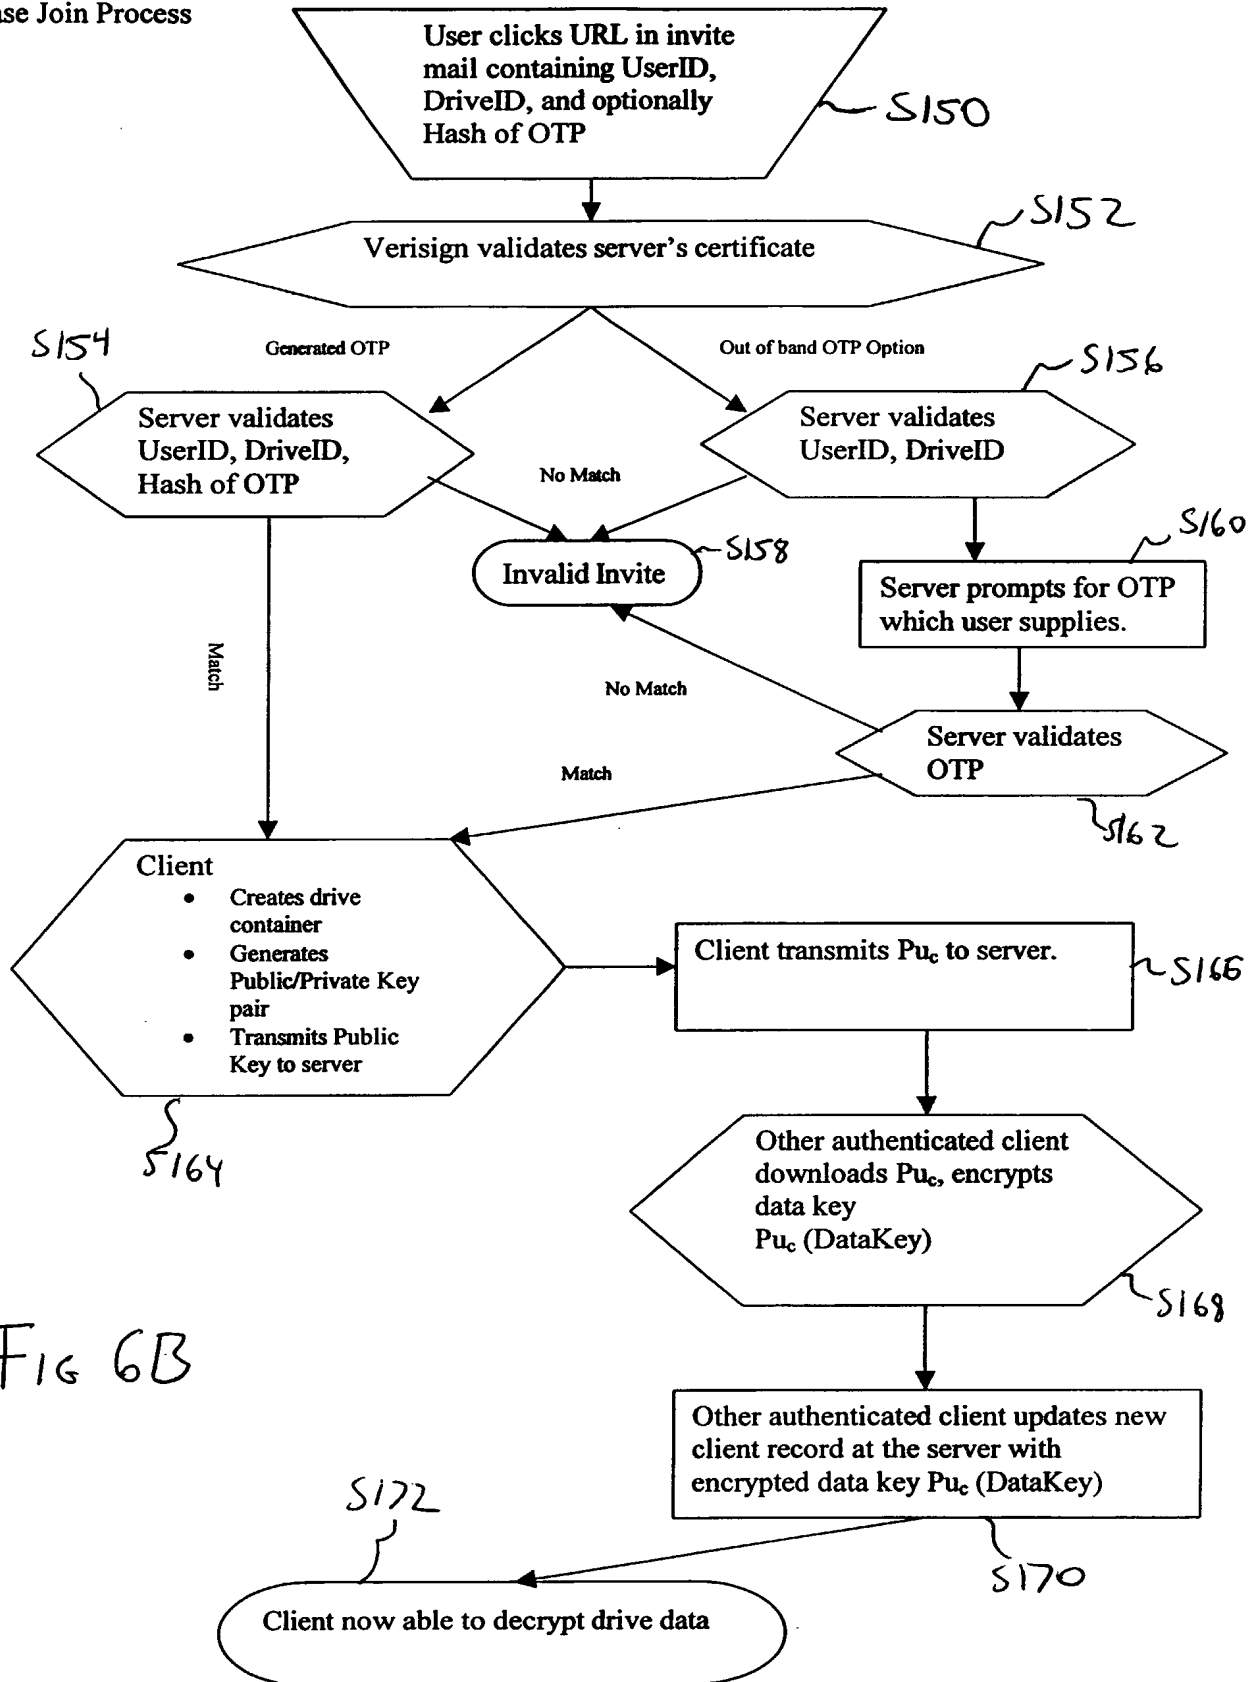 ase Join Process
User clicks URL in invite
mail containing UserID,
DriveID, and optionally
Hash of OTP
S150
S152
Verisign validates server's certificate
S154
Generated OTP
Out of band OTP Option
S156
Server validates
UserID, DriveID,
Hash of OTP
Server validates
UserID, DriveID
No Match
S158
Invalid Invite
S160
Server prompts for OTP
which user supplies.
Match
No Match
Server validates
OTP
Match
S162
Client
• Creates drive
container
• Generates
Public/Private Key
pair
• Transmits Public
Key to server
S164
Client transmits Puc to server.
S166
Other authenticated client
downloads Puc, encrypts
data key
Puc (DataKey)
S168
FIG 6B
Other authenticated client updates new
client record at the server with
encrypted data key Puc (DataKey)
S170
S172
Client now able to decrypt drive data